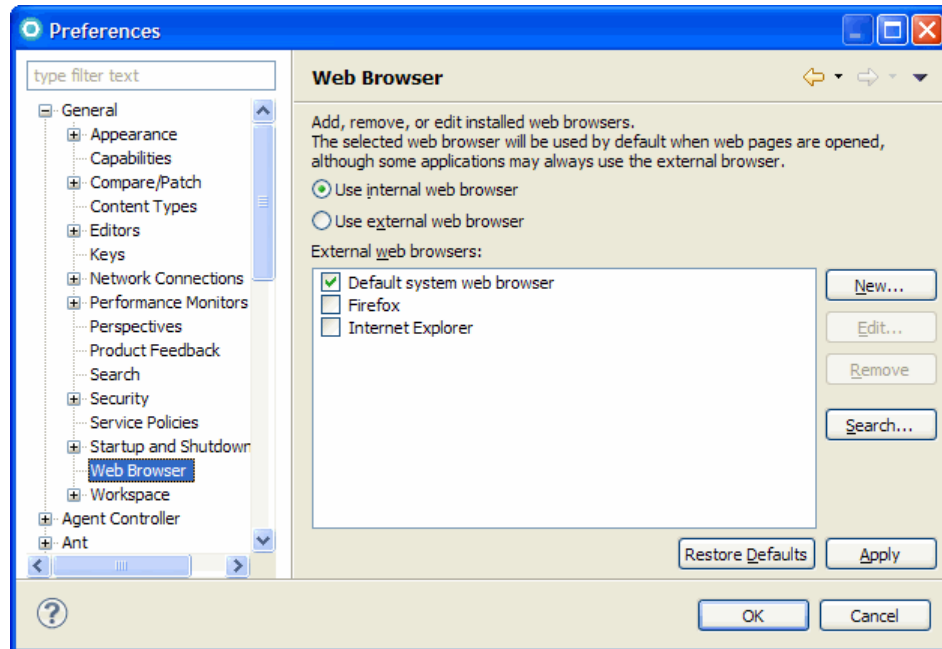 Preferences
type filter text
General
Appearance
Capabilities
Compare/Patch
Content Types
Editors
Keys
Network Connections
Performance Monitors
Perspectives
Product Feedback
Search
Security
Service Policies
Startup and Shutdown
Web Browser
Workspace
Agent Controller
Ant
Web Browser
Add, remove, or edit installed web browsers.
The selected web browser will be used by default when web pages are opened,
although some applications may always use the external browser.
Use internal web browser
Use external web browser
External web browsers:
Default system web browser
Firefox
Internet Explorer
New...
Edit...
Remove
Search...
Restore Defaults
Apply
?
OK
Cancel